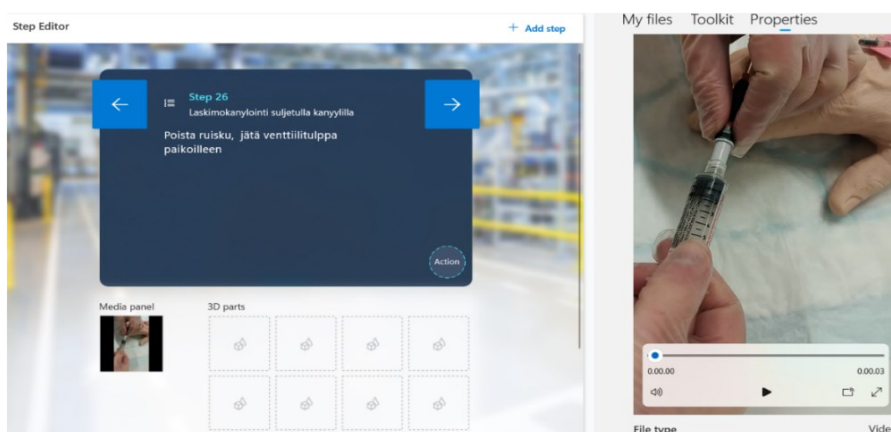 Step Editor
+ Add step
My files Toolkit Properties
Step 26
Laskimokanylointi suljetulla kanyylilla
Poista ruisku, jätä venttiilitulppa
paikoilleen
Action
Media panel
3D parts
0:00.00
0:00.03
File type
Vide